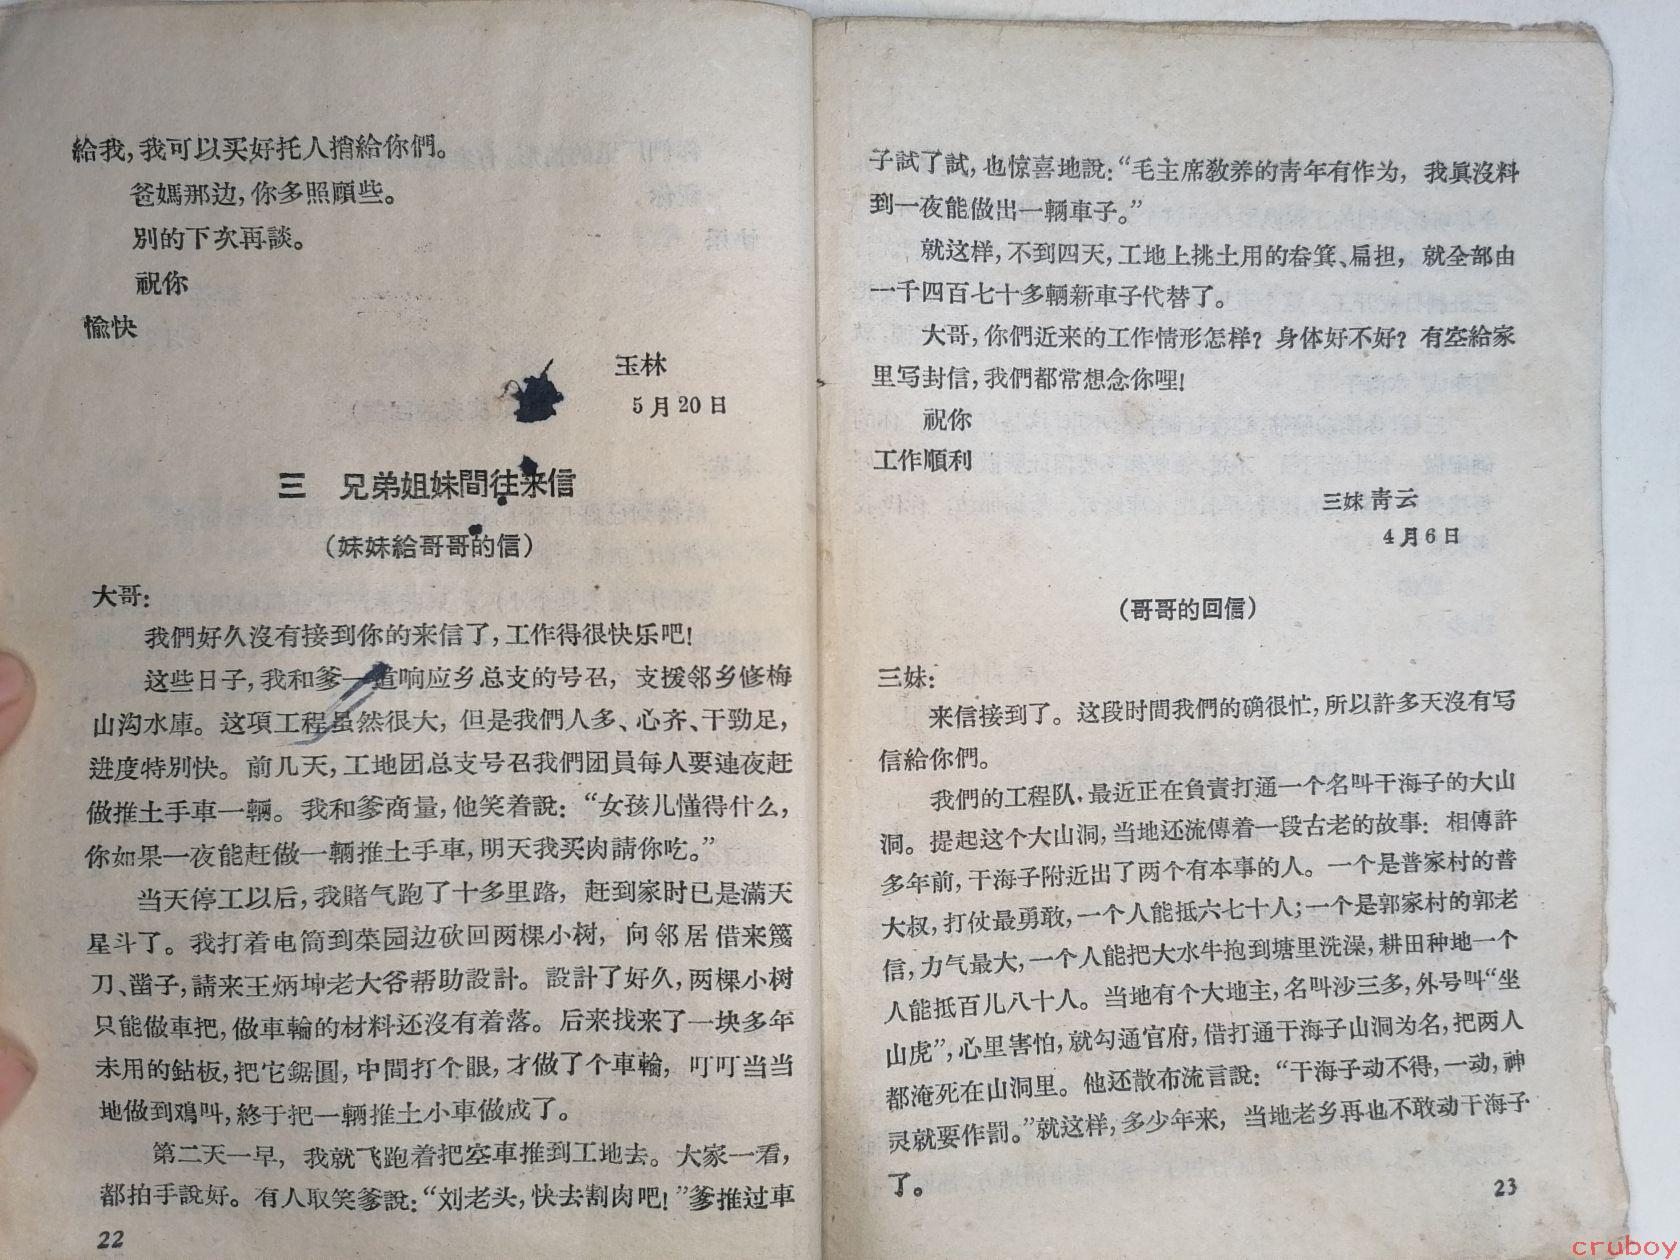 給我，我可以买好托人捎給你們。
爸媽那边，你多照顧些。
別的下次再談。
祝你
愉快
玉林
5月20日
三 兄弟姐妹間往来信
（妹妹給哥哥的信）
大哥：
我們好久沒有接到你的来信了，工作得很快乐吧！
这些日子，我和爹一道响应乡总支的号召，支援邻乡修梅
山沟水庫。这項工程虽然很大，但是我們人多、心齐、干勁足，
进度特別快。前几天，工地团总支号召我們团員每人要連夜赶
做推土手車一輛。我和爹商量，他笑着說：“女孩儿懂得什么，
你如果一夜能赶做一輛推土手車，明天我买肉請你吃。”
当天停工以后，我賭气跑了十多里路，赶到家时已是滿天
星斗了。我打着电筒到菜园边砍回两棵小树，向邻居借来篾
刀、凿子，請来王炳坤老大爷帮助設計。設計了好久，两棵小树
只能做車把，做車輪的材料还沒有着落。后来找来了一块多年
未用的鉆板，把它鋸圓，中間打个眼，才做了个車輪，叮叮当当
地做到鸡叫，終于把一輛推土小車做成了。
第二天一早，我就飞跑着把空車推到工地去。大家一看，
都拍手說好。有人取笑爹說：“刘老头，快去割肉吧！”爹推过車
22
子試了試，也惊喜地說：“毛主席教养的青年有作为，我眞沒料
到一夜能做出一輛車子。”
就这样，不到四天，工地上挑土用的畚箕、扁担，就全部由
一千四百七十多輛新車子代替了。
大哥，你們近来的工作情形怎样？身体好不好？有空給家
里写封信，我們都常想念你哩！
祝你
工作順利
三妹 青云
4月6日
（哥哥的回信）
三妹：
来信接到了。这段时間我們的确很忙，所以許多天沒有写
信給你們。
我們的工程队，最近正在負責打通一个名叫干海子的大山
洞。提起这个大山洞，当地还流傳着一段古老的故事：相傳許
多年前，干海子附近出了两个有本事的人。一个是普家村的普
大叔，打仗最勇敢，一个人能抵六七十人；一个是郭家村的郭老
信，力气最大，一个人能把大水牛抱到塘里洗澡，耕田种地一个
人能抵百儿八十人。当地有个大地主，名叫沙三多，外号叫“坐
山虎”，心里害怕，就勾通官府，借打通干海子山洞为名，把两人
都淹死在山洞里。他还散布流言說：“干海子动不得，一动，神
灵就要作罰。”就这样，多少年来，当地老乡再也不敢动干海子
了。
23
cruboy